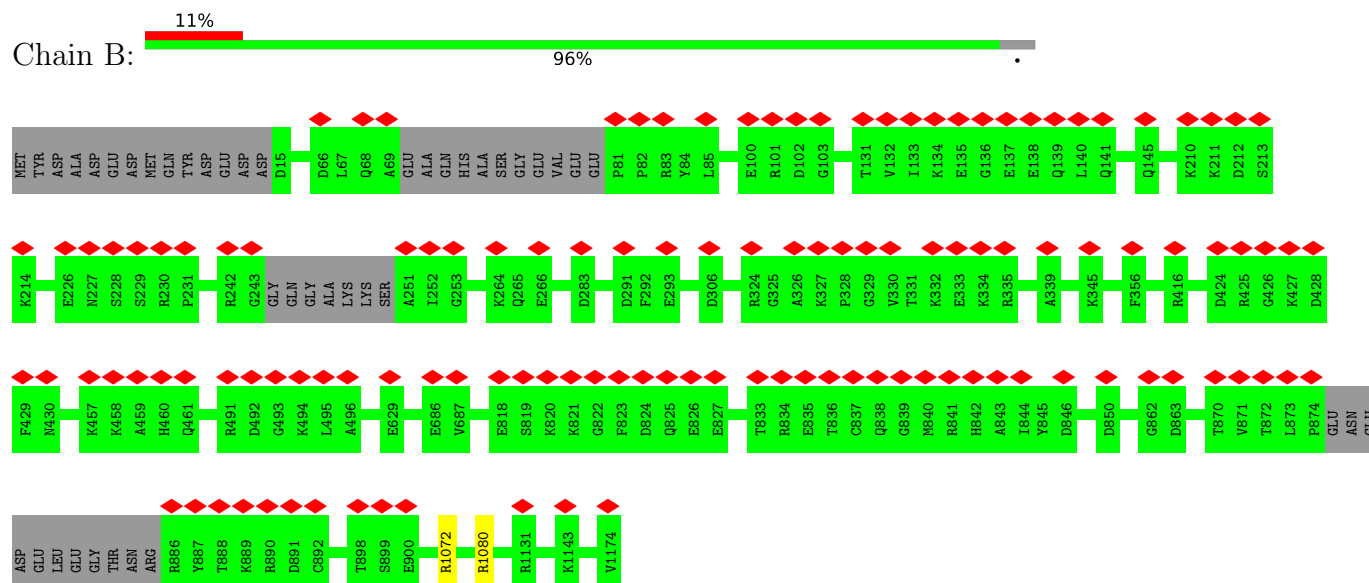 11%
Chain B:
96%
.
MET TYR ASP ALA ASP GLU ASP MET GLN TYR ASP GLU ASP ASP D15 D66 L67 Q68 A69 GLU ALA GLN HIS ALA SER GLY GLU VAL GLU GLU P81 P82 R83 Y84 L85 E100 R101 D102 G103 T131 V132 I133 K134 E135 G136 E137 E138 Q139 L140 Q141 Q145 K210 K211 D212 S213
K214 E226 N227 S228 S229 R230 P231 R242 G243 GLY GLN GLY ALA LYS LYS SER A251 I252 G253 K264 Q265 E266 D283 D291 F292 E293 D306 R324 G325 A326 K327 P328 G329 V330 T331 K332 E333 K334 R335 A339 K345 F356 R416 D424 R425 G426 K427 D428
F429 N430 K457 K458 A459 H460 Q461 R491 D492 G493 K494 L495 A496 E629 E686 V687 E818 S819 K820 K821 G822 F823 D824 Q825 E826 E827 T833 R834 E835 T836 C837 Q838 G839 M840 R841 H842 A843 I844 Y845 D846 D850 G862 D863 T870 V871 T872 L873 P874 GLU ASN GLU
ASP GLU LEU GLU GLY THR ASN ARG R886 Y887 T888 K889 R890 D891 C892 T898 S899 E900 R1072 R1080 R1131 K1143 V1174